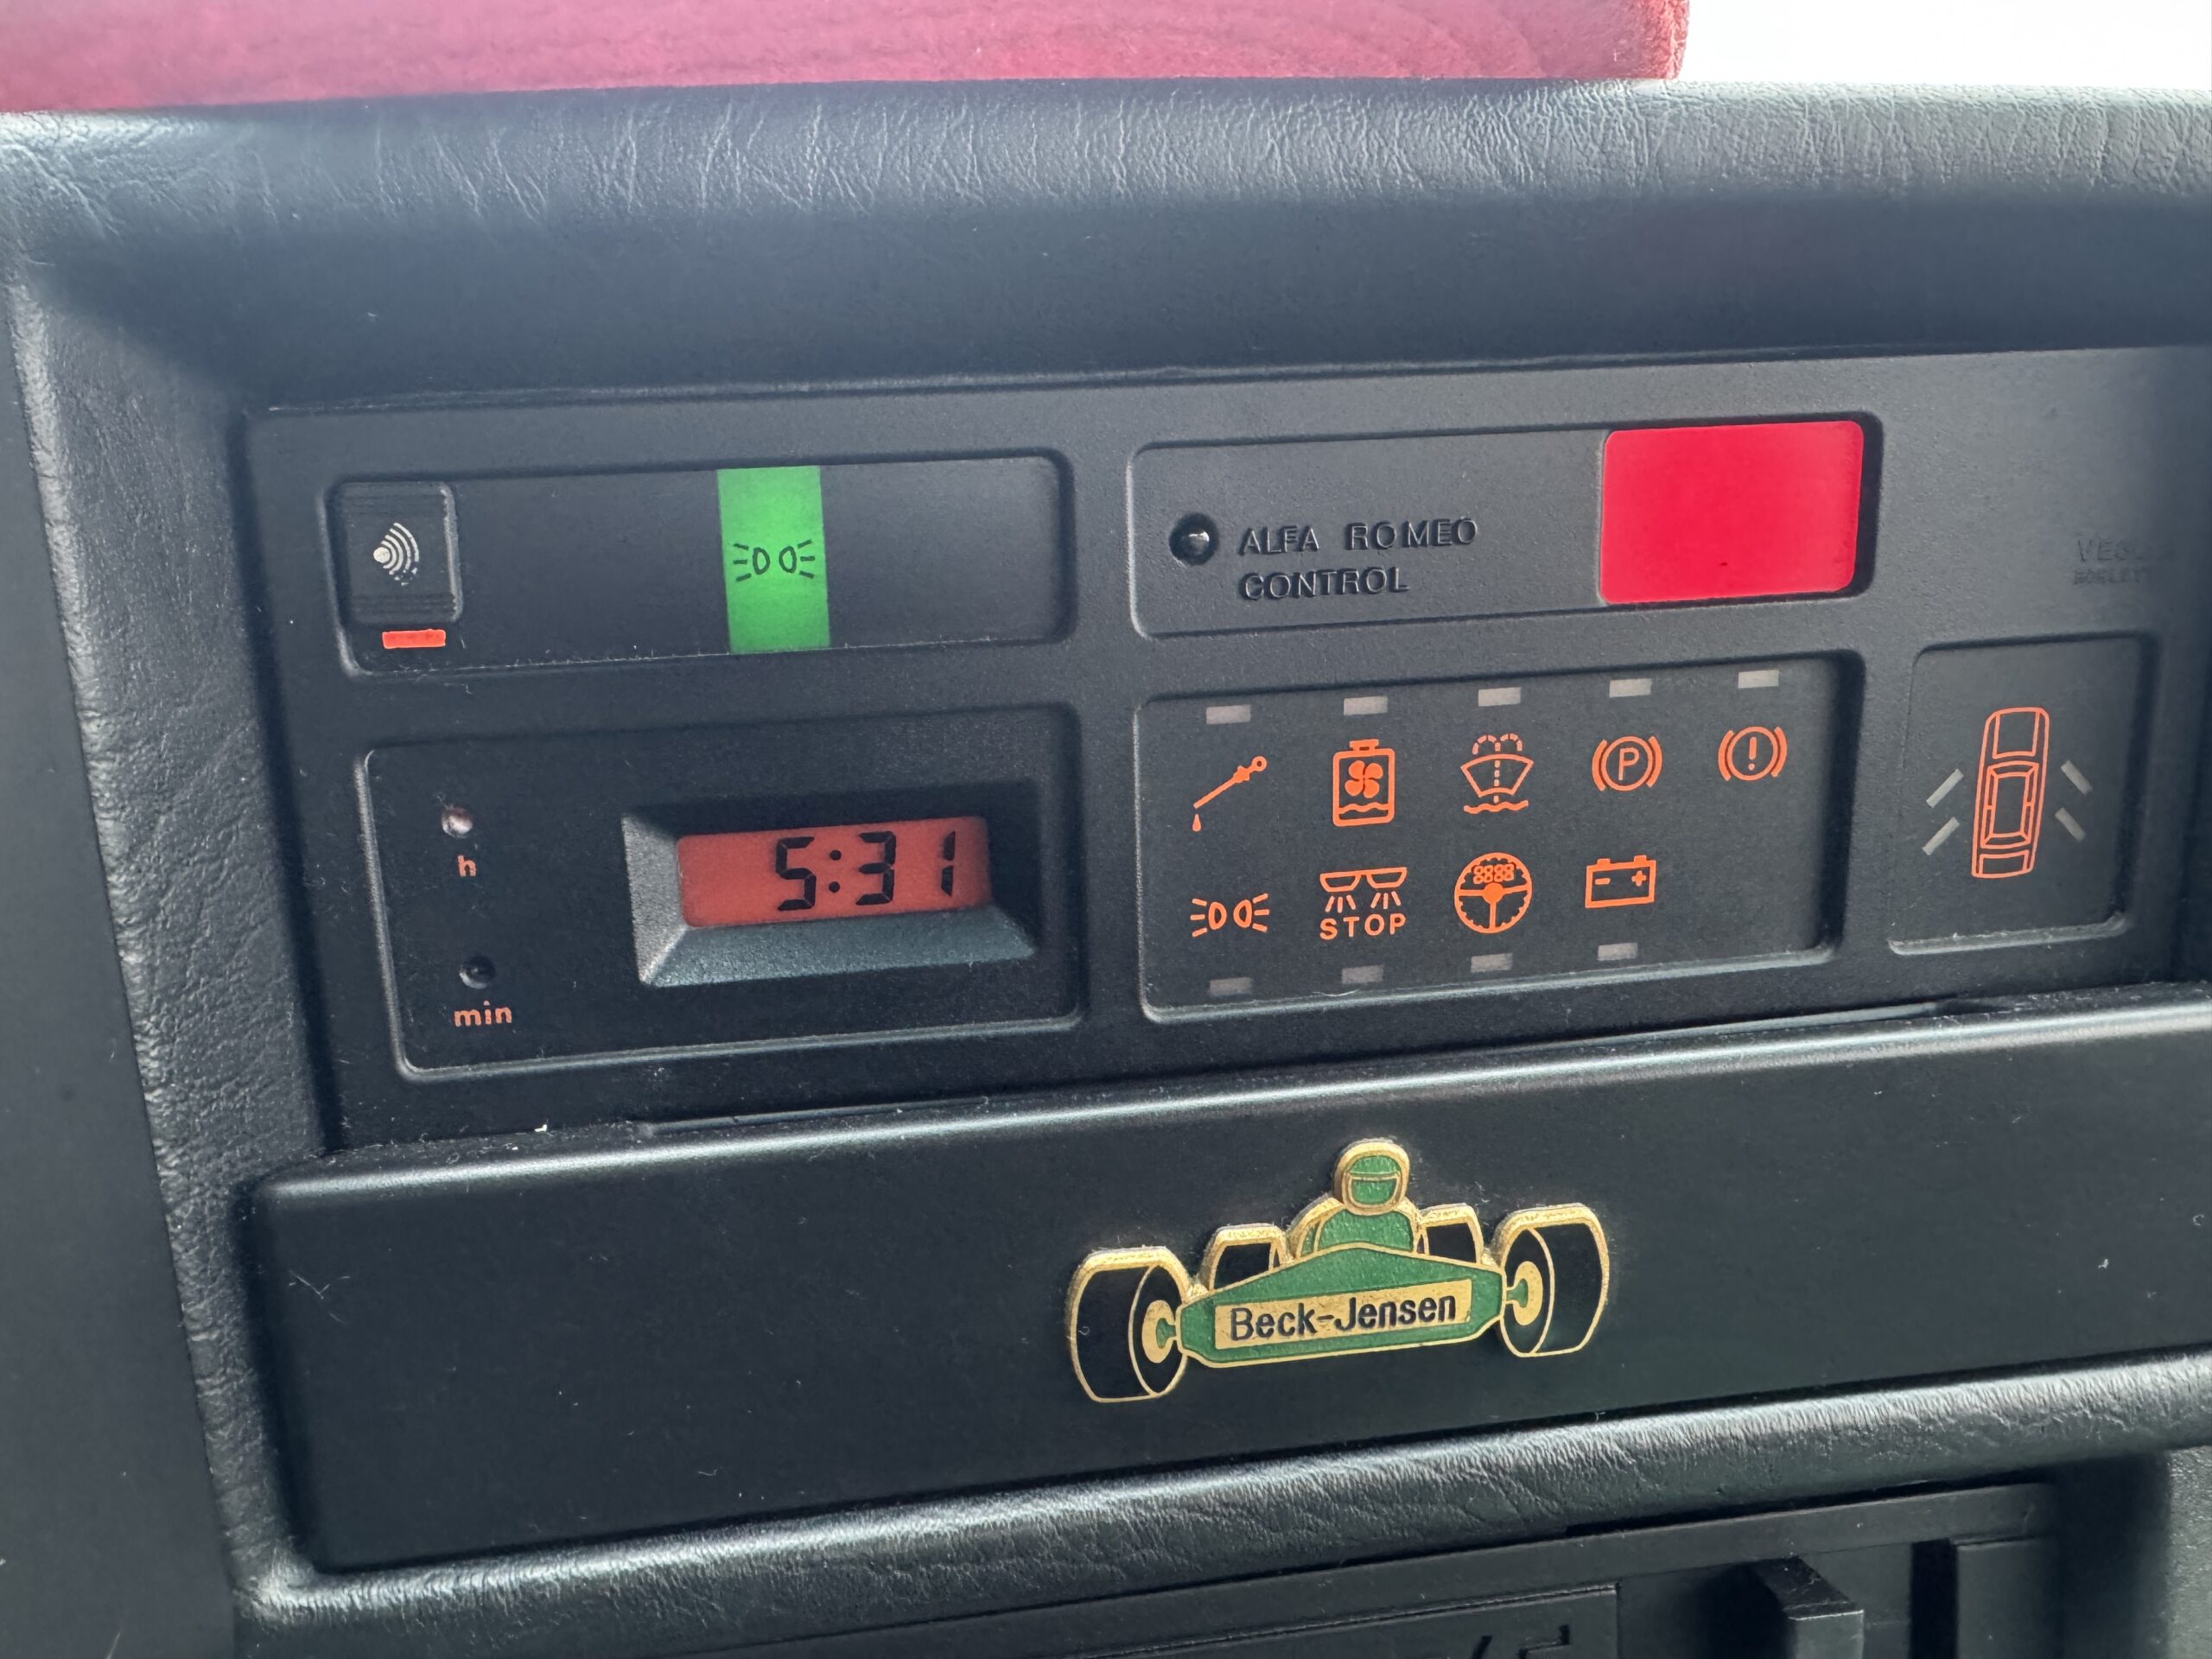 ALFA ROMEO
CONTROL
5:31
h
min
P
!
STOP
Beck-Jensen